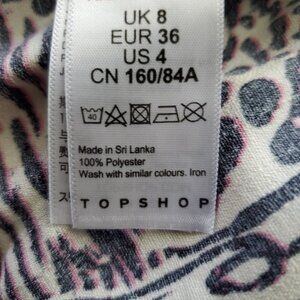 UK 8
EUR 36
US 4
CN 160/84A
40
Made in Sri Lanka
100% Polyester
Wash with similar colours. Iron
TOPSHOP